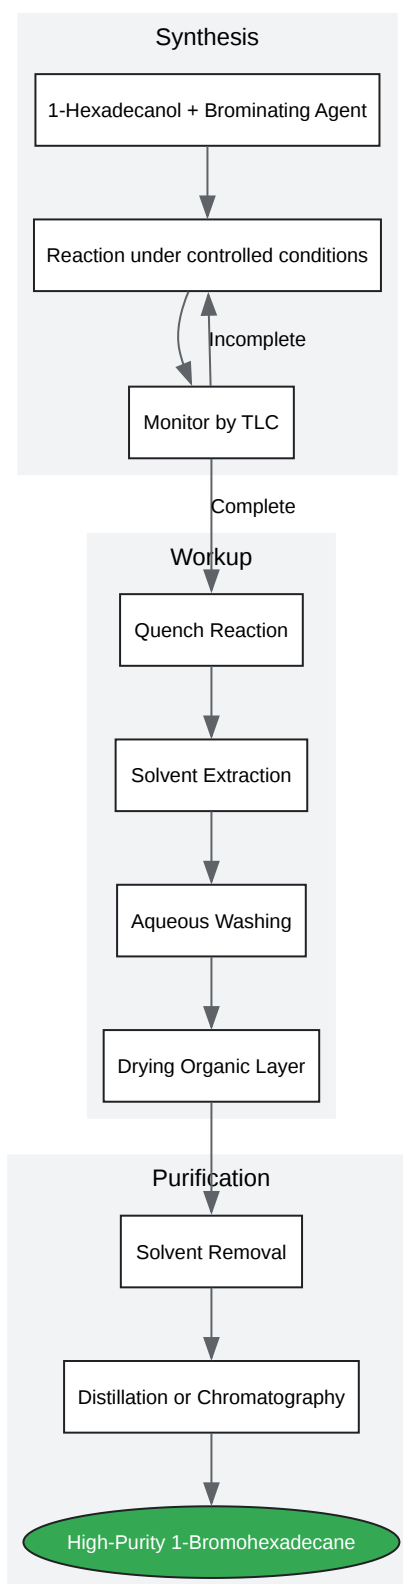 Synthesis
1-Hexadecanol + Brominating Agent
Reaction under controlled conditions
Incomplete
Monitor by TLC
Complete
Workup
Quench Reaction
Solvent Extraction
Aqueous Washing
Drying Organic Layer
Purification
Solvent Removal
Distillation or Chromatography
High-Purity 1-Bromohexadecane